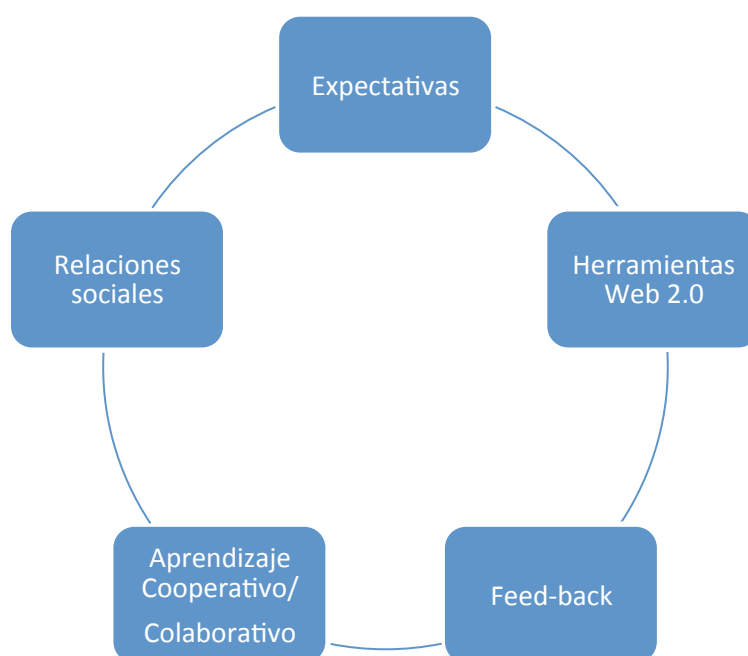 Expectativas
Relaciones
sociales
Herramientas
Web 2.0
Aprendizaje
Cooperativo/
Colaborativo
Feed-back